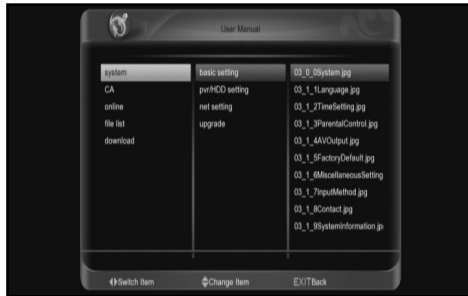 User Manual
system
CA
online
file list
download
basic setting
pvr/HDD setting
net setting
upgrade
03_0_0System.jpg
03_1_1Language.jpg
03_1_2TimeSetting.jpg
03_1_3ParentalControl.jpg
03_1_4AVOutput.jpg
03_1_5FactoryDefault.jpg
03_1_6MiscellaneousSetting
03_1_7InputMethod.jpg
03_1_8Contact.jpg
03_1_9SystemInformation.jp
Switch Item
Change Item
EXITBack